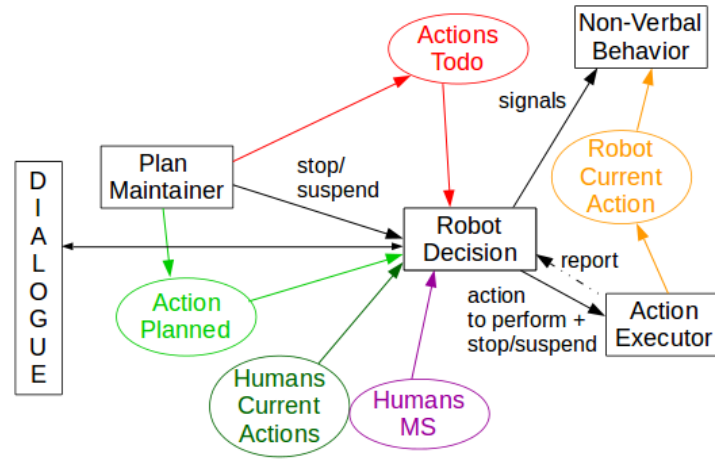 Actions
Todo
Non-Verbal
Behavior
signals
Plan
Maintainer
stop/
suspend
Robot
Current
Action
D
I
A
L
O
G
U
E
Robot
Decision
report
Action
Planned
action
to perform +
stop/suspend
Action
Executor
Humans
Current
Actions
Humans
MS